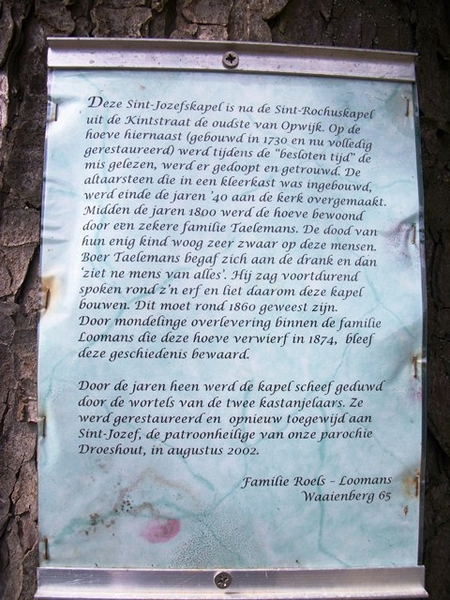 Deze Sint-Jozefskapel is na de Sint-Rochuskapel
uit de Kintstraat de oudste van Opwijk. Op de
hoeve hiernaast (gebouwd in 1730 en nu volledig
gerestaureerd) werd tijdens de "besloten tijd" de
mis gelezen, werd er gedoopt en getrouwd. De
altaarsteen die in een kleerkast was ingebouwd,
werd einde de jaren '40 aan de kerk overgemaakt.
Midden de jaren 1800 werd de hoeve bewoond
door een zekere familie Taelemans. De dood van
hun enig kind woog zeer zwaar op deze mensen.
Boer Taelemans begaf zich aan de drank en dan
'ziet ne mens van alles'. Hij zag voortdurend
spoken rond z'n erf en liet daarom deze kapel
bouwen. Dit moet rond 1860 geweest zijn.
Door mondelinge overlevering binnen de familie
Loomans die deze hoeve verwierf in 1874, bleef
deze geschiedenis bewaard.
Door de jaren heen werd de kapel scheef geduwd
door de wortels van de twee kastanjelaars. Ze
werd gerestaureerd en opnieuw toegewijd aan
Sint-Jozef, de patroonheilige van onze parochie
Droeshout, in augustus 2002.
Familie Roels - Loomans
Waaienberg 65